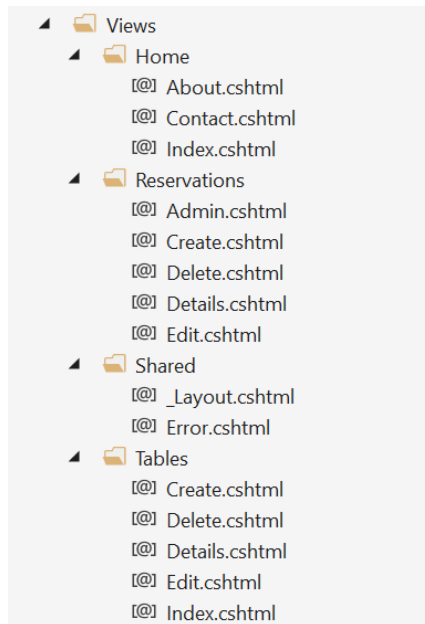 Views
Home
[@] About.cshtml
[@] Contact.cshtml
[@] Index.cshtml
Reservations
[@] Admin.cshtml
[@] Create.cshtml
[@] Delete.cshtml
[@] Details.cshtml
[@] Edit.cshtml
Shared
[@] _Layout.cshtml
[@] Error.cshtml
Tables
[@] Create.cshtml
[@] Delete.cshtml
[@] Details.cshtml
[@] Edit.cshtml
[@] Index.cshtml